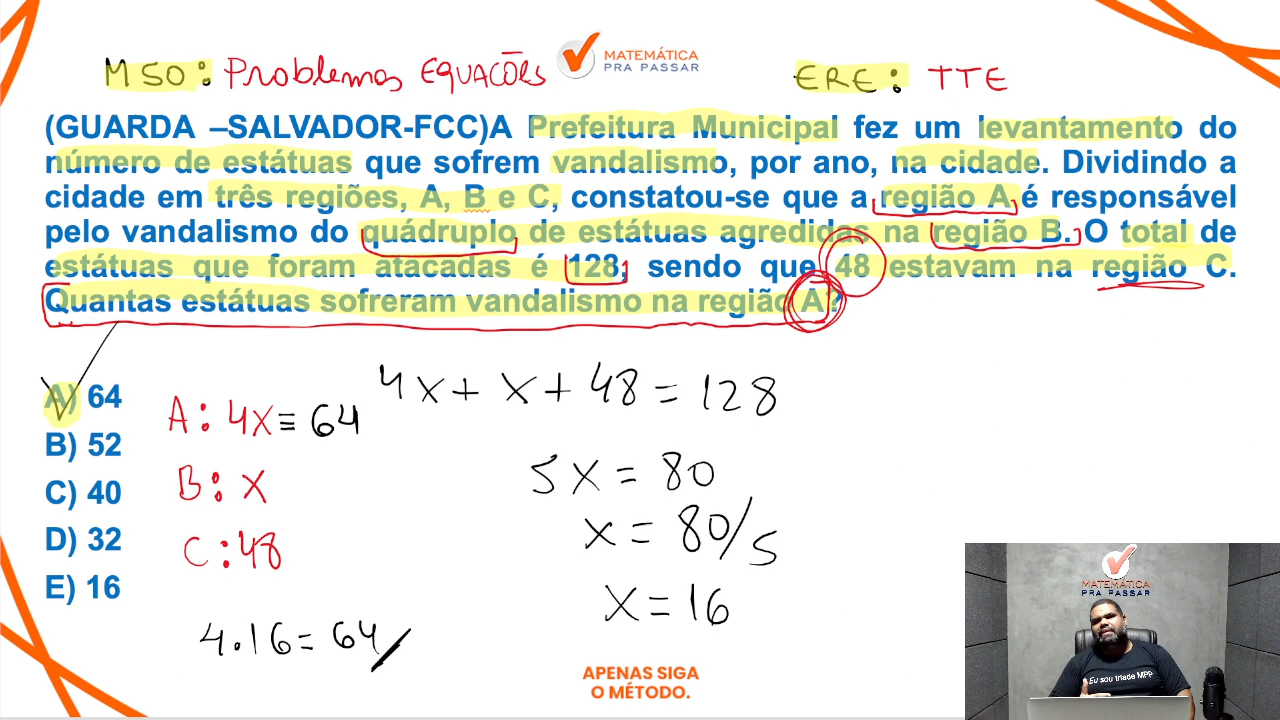 MATEMÁTICA
PRA PASSAR
MSO: Problemas EQUAÇÕES
ERE: TTE
(GUARDA –SALVADOR-FCC)A Prefeitura Municipal fez um levantamento do
número de estátuas que sofrem vandalismo, por ano, na cidade. Dividindo a
cidade em três regiões, A, B e C, constatou-se que a região A é responsável
pelo vandalismo do quádruplo de estátuas agredidas na região B. O total de
estátuas que foram atacadas é 128, sendo que 48 estavam na região C.
Quantas estátuas sofreram vandalismo na região A?
A) 64
B) 52
C) 40
D) 32
E) 16
A: 4X = 64
B: X
C: 48
4.16 = 64
4X + X + 48 = 128
5X = 80
X = 80/5
X = 16
APENAS SIGA
O MÉTODO.
MATEMÁTICA
PRA PASSAR
Eu sou tríade MPP